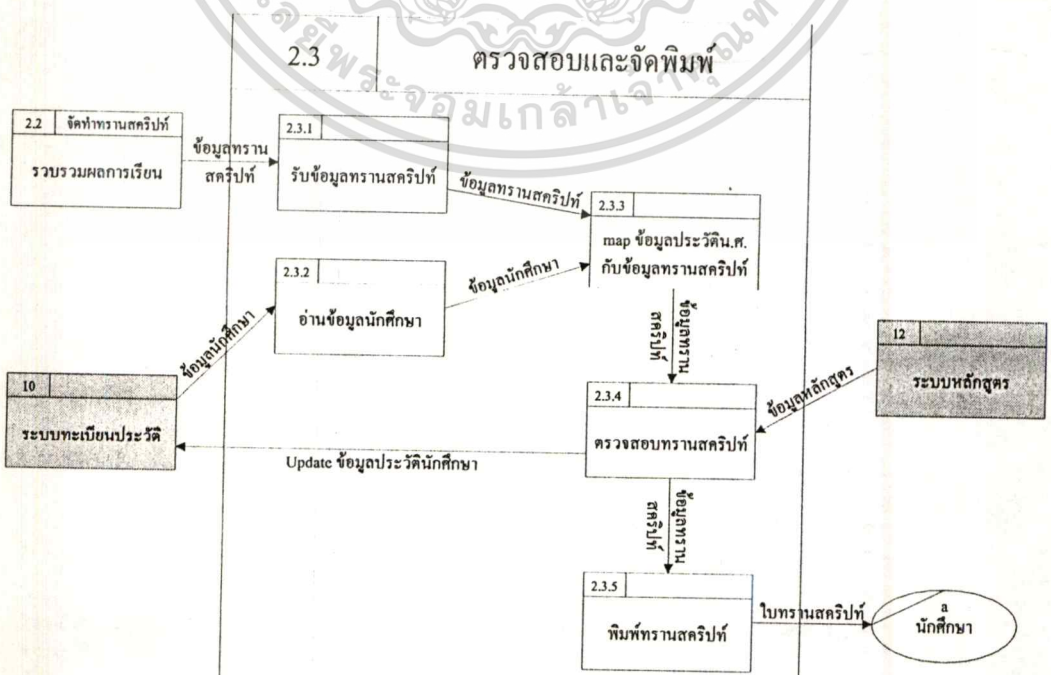 2.3
ตรวจสอบและจัดพิมพ์
2.2
จัดทำทรานสคริปท์
รวบรวมผลการเรียน
ข้อมูลทราน
สคริปท์
2.3.1
รับข้อมูลทรานสคริปท์
ข้อมูลทรานสคริปท์
2.3.3
map ข้อมูลประวัติน.ศ.
กับข้อมูลทรานสคริปท์
2.3.2
อ่านข้อมูลนักศึกษา
ข้อมูลนักศึกษา
ข้อมูลนักศึกษา
ข้อมูลทราน
สคริปท์
12
ระบบหลักสูตร
ข้อมูลหลักสูตร
10
ระบบทะเบียนประวัติ
2.3.4
ตรวจสอบทรานสคริปท์
Update ข้อมูลประวัตินักศึกษา
ข้อมูลทราน
สคริปท์
2.3.5
พิมพ์ทรานสคริปท์
ใบทรานสคริปท์
a
นักศึกษา